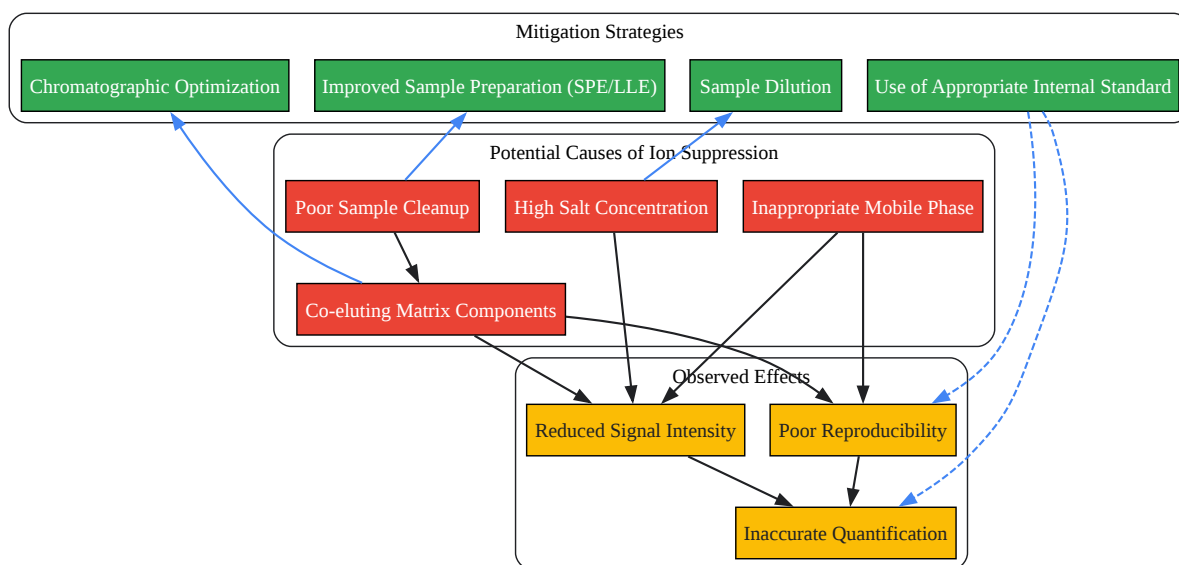 Mitigation Strategies
Chromatographic Optimization
Improved Sample Preparation (SPE/LLE)
Sample Dilution
Use of Appropriate Internal Standard
Potential Causes of Ion Suppression
Poor Sample Cleanup
High Salt Concentration
Inappropriate Mobile Phase
Co-eluting Matrix Components
Observed Effects
Reduced Signal Intensity
Poor Reproducibility
Inaccurate Quantification